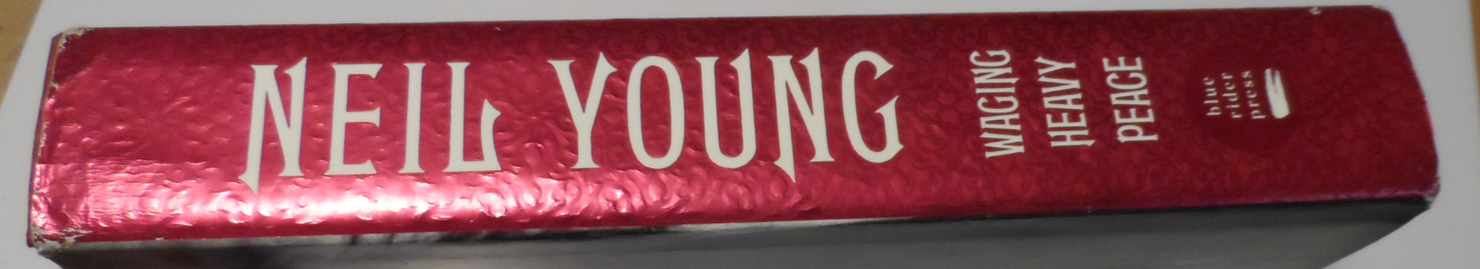 NEIL YOUNG
WAGING
HEAVY
PEACE
blue
rider
press